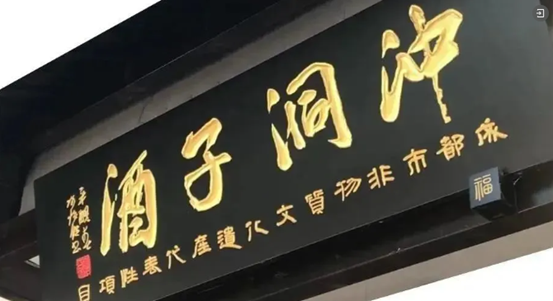 沖洞子酒
成都市非物質文化遺產代表性項目
福